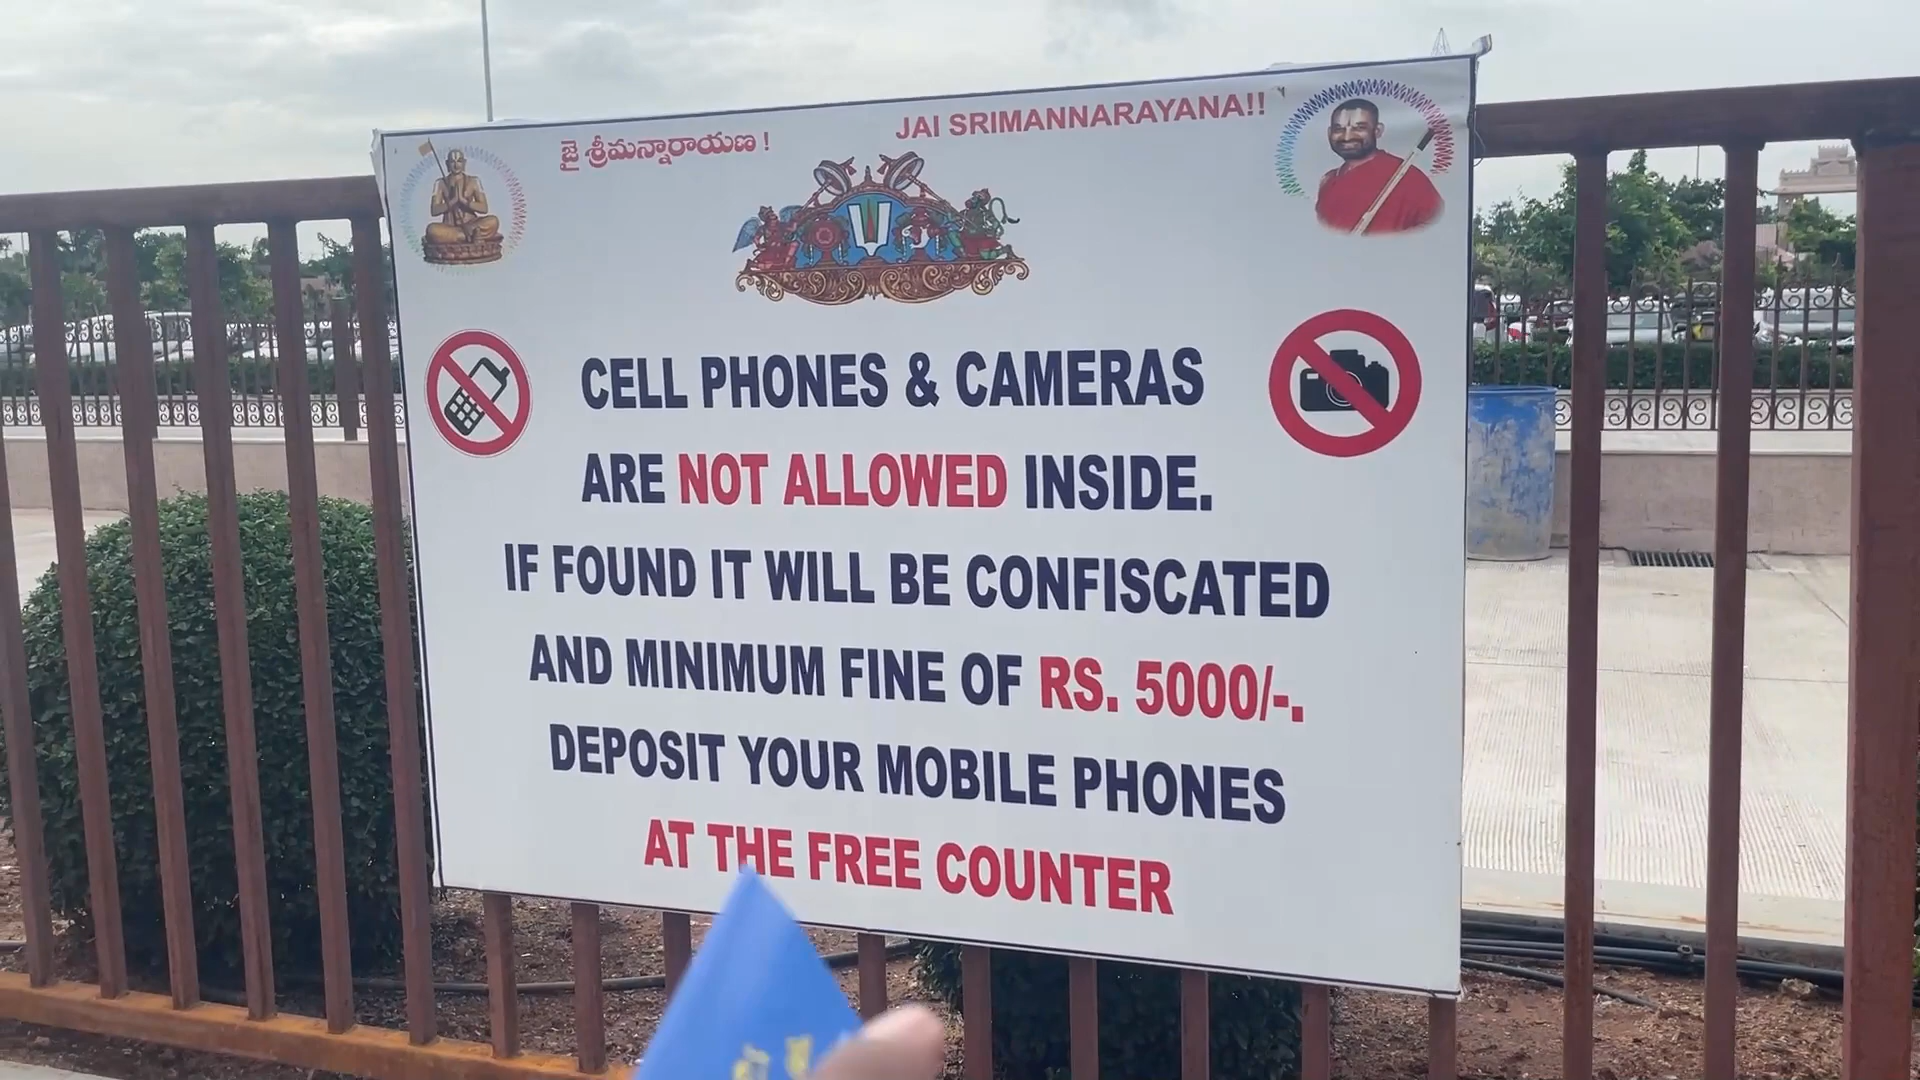 జై శ్రీమన్నారాయణ !
JAI SRIMANNARAYANA!!
CELL PHONES & CAMERAS
ARE NOT ALLOWED INSIDE.
IF FOUND IT WILL BE CONFISCATED
AND MINIMUM FINE OF RS. 5000/-.
DEPOSIT YOUR MOBILE PHONES
AT THE FREE COUNTER